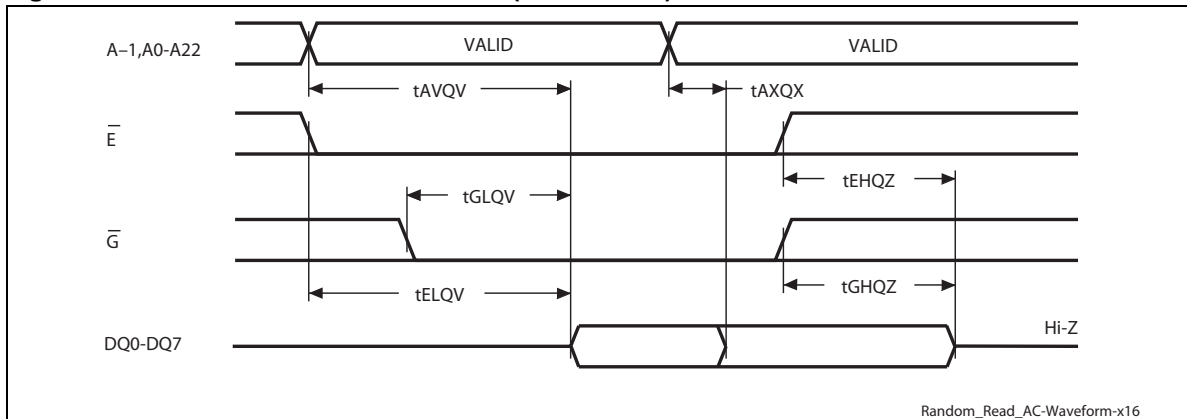 A–1,A0-A22
VALID
VALID
tAVQV
tAXQX
E
tEHQZ
tGLQV
G
tGHQZ
tELQV
Hi-Z
DQ0-DQ7
Random_Read_AC-Waveform-x16